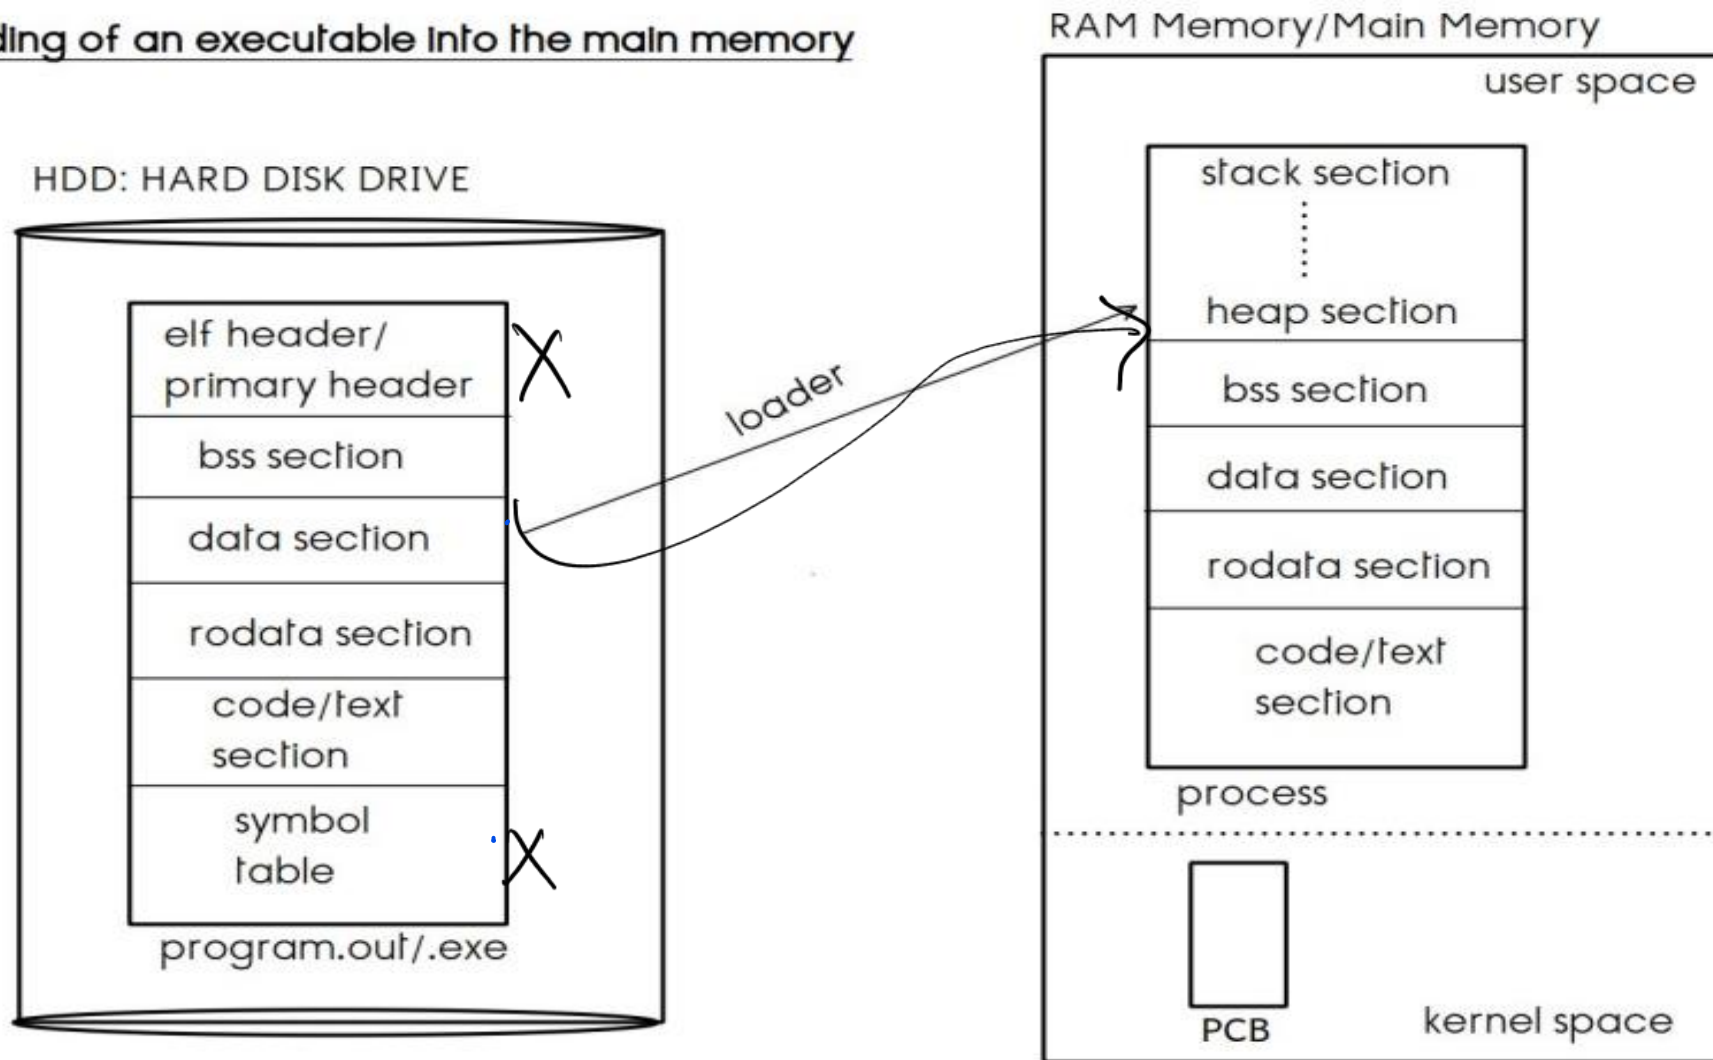 ding of an executable into the main memory
HDD: HARD DISK DRIVE
elf header/
primary header
bss section
data section
rodata section
code/text
section
symbol
table
program.out/.exe
loader
RAM Memory/Main Memory
user space
stack section
heap section
bss section
data section
rodata section
code/text
section
process
PCB
kernel space